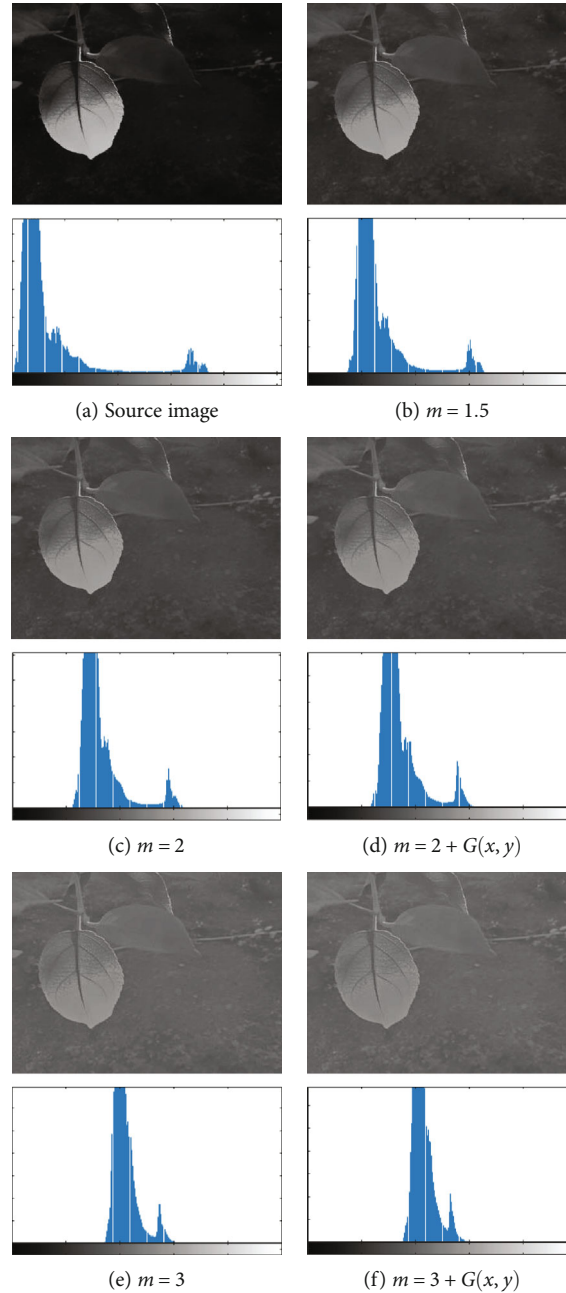 (a) Source image
(b) m = 1.5
(c) m = 2
(d) m = 2 + G(x, y)
(e) m = 3
(f) m = 3 + G(x, y)